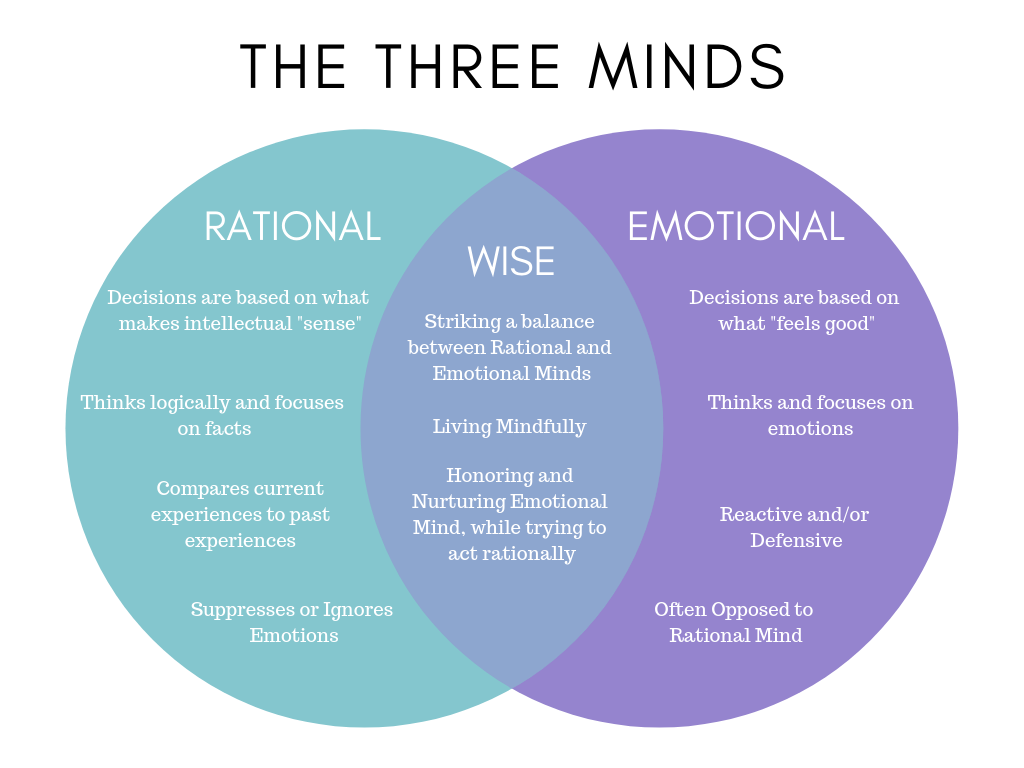 THE THREE MINDS
RATIONAL
Decisions are based on what
makes intellectual "sense"
Thinks logically and focuses
on facts
Compares current
experiences to past
experiences
Suppresses or Ignores
Emotions
WISE
Striking a balance
between Rational and
Emotional Minds
Living Mindfully
Honoring and
Nurturing Emotional
Mind, while trying to
act rationally
EMOTIONAL
Decisions are based on
what "feels good"
Thinks and focuses on
emotions
Reactive and/or
Defensive
Often Opposed to
Rational Mind